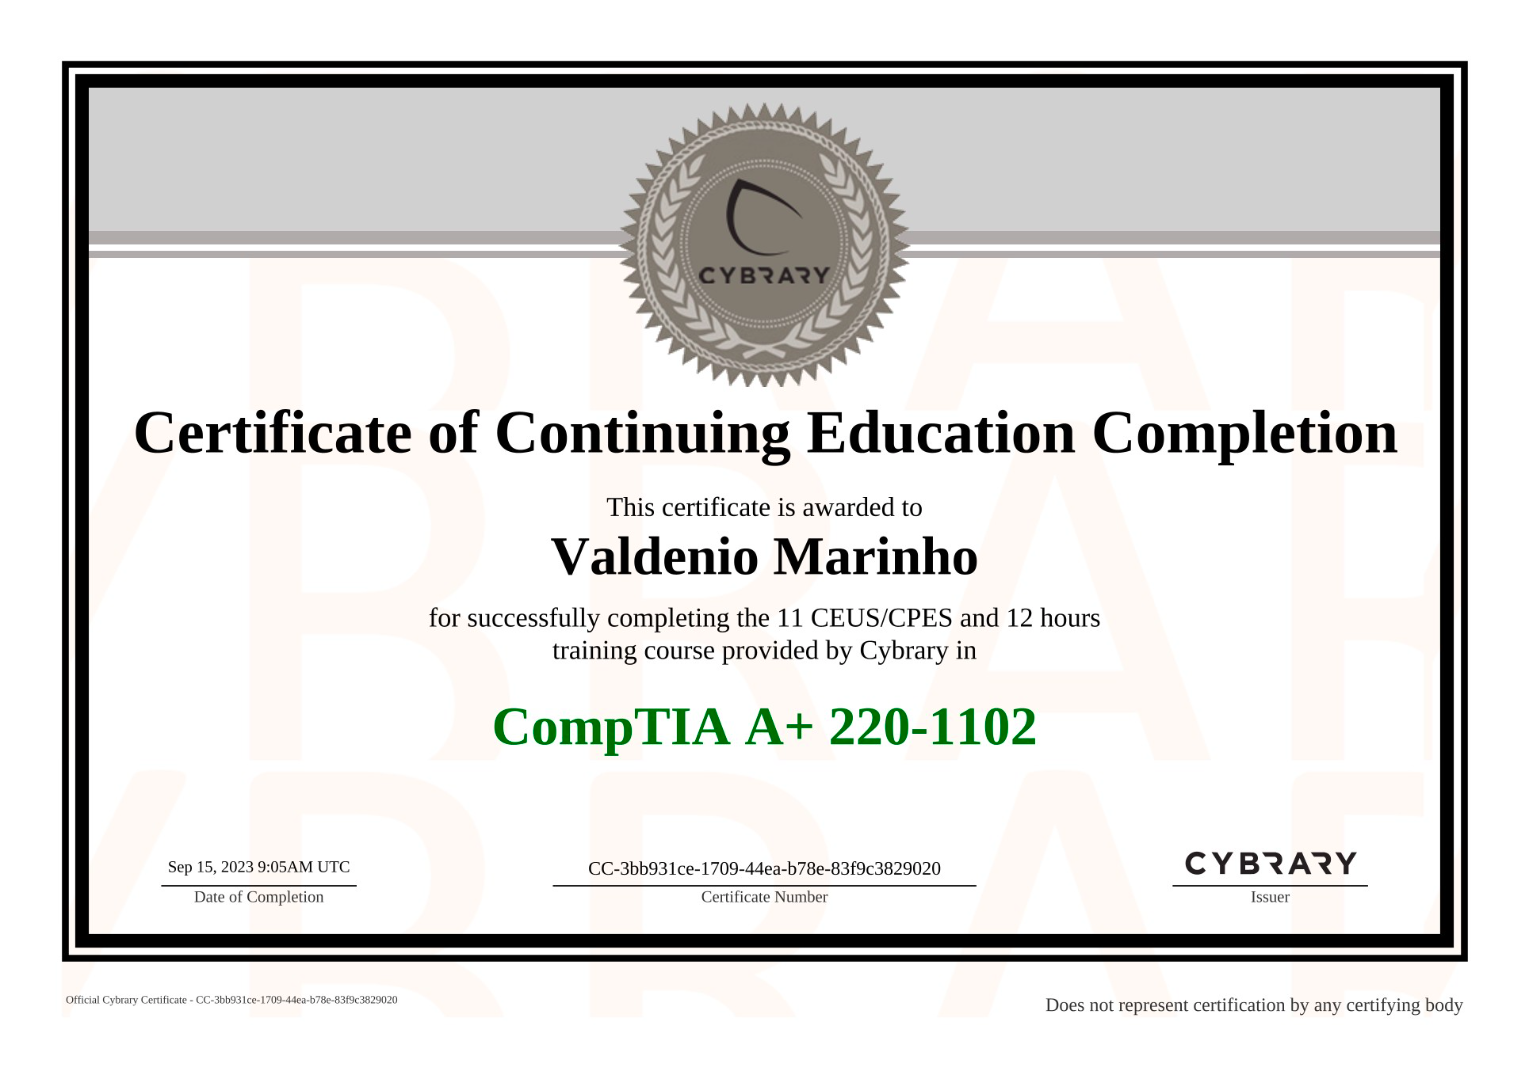 CYBRARY
Certificate of Continuing Education Completion
This certificate is awarded to
Valdenio Marinho
for successfully completing the 11 CEUS/CPES and 12 hours
training course provided by Cybrary in
CompTIA A+ 220-1102
Sep 15, 2023 9:05AM UTC
Date of Completion
CC-3bb931ce-1709-44ea-b78e-83f9c3829020
Certificate Number
CYBRARY
Issuer
Official Cybrary Certificate - CC-3bb931ce-1709-44ea-b78e-83f9c3829020
Does not represent certification by any certifying body